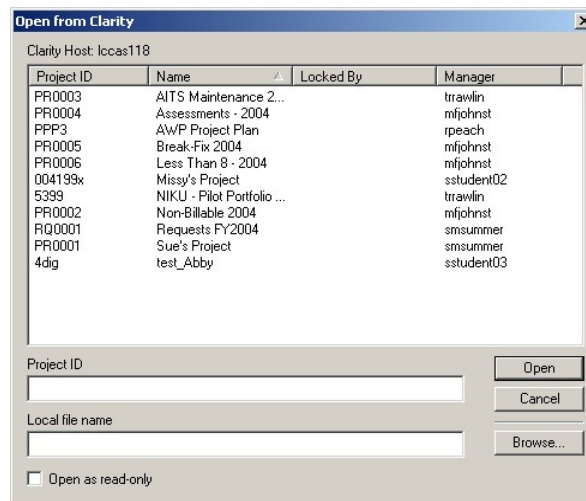 Open from Clarity
Clarity Host: lccas118
Project ID Name Locked By Manager
PR0003 AITS Maintenance 2... trrawlin
PR0004 Assessments - 2004 mfjohnst
PPP3 AWP Project Plan rpeach
PR0005 Break-Fix 2004 mfjohnst
PR0006 Less Than 8 - 2004 mfjohnst
004199x Missy's Project sstudent02
5399 NIKU - Pilot Portfolio ... trrawlin
PR0002 Non-Billable 2004 mfjohnst
RQ0001 Requests FY2004 smsummer
PR0001 Sue's Project smsummer
4dig test_Abby sstudent03
Project ID
Open
Cancel
Local file name
Browse...
Open as read-only